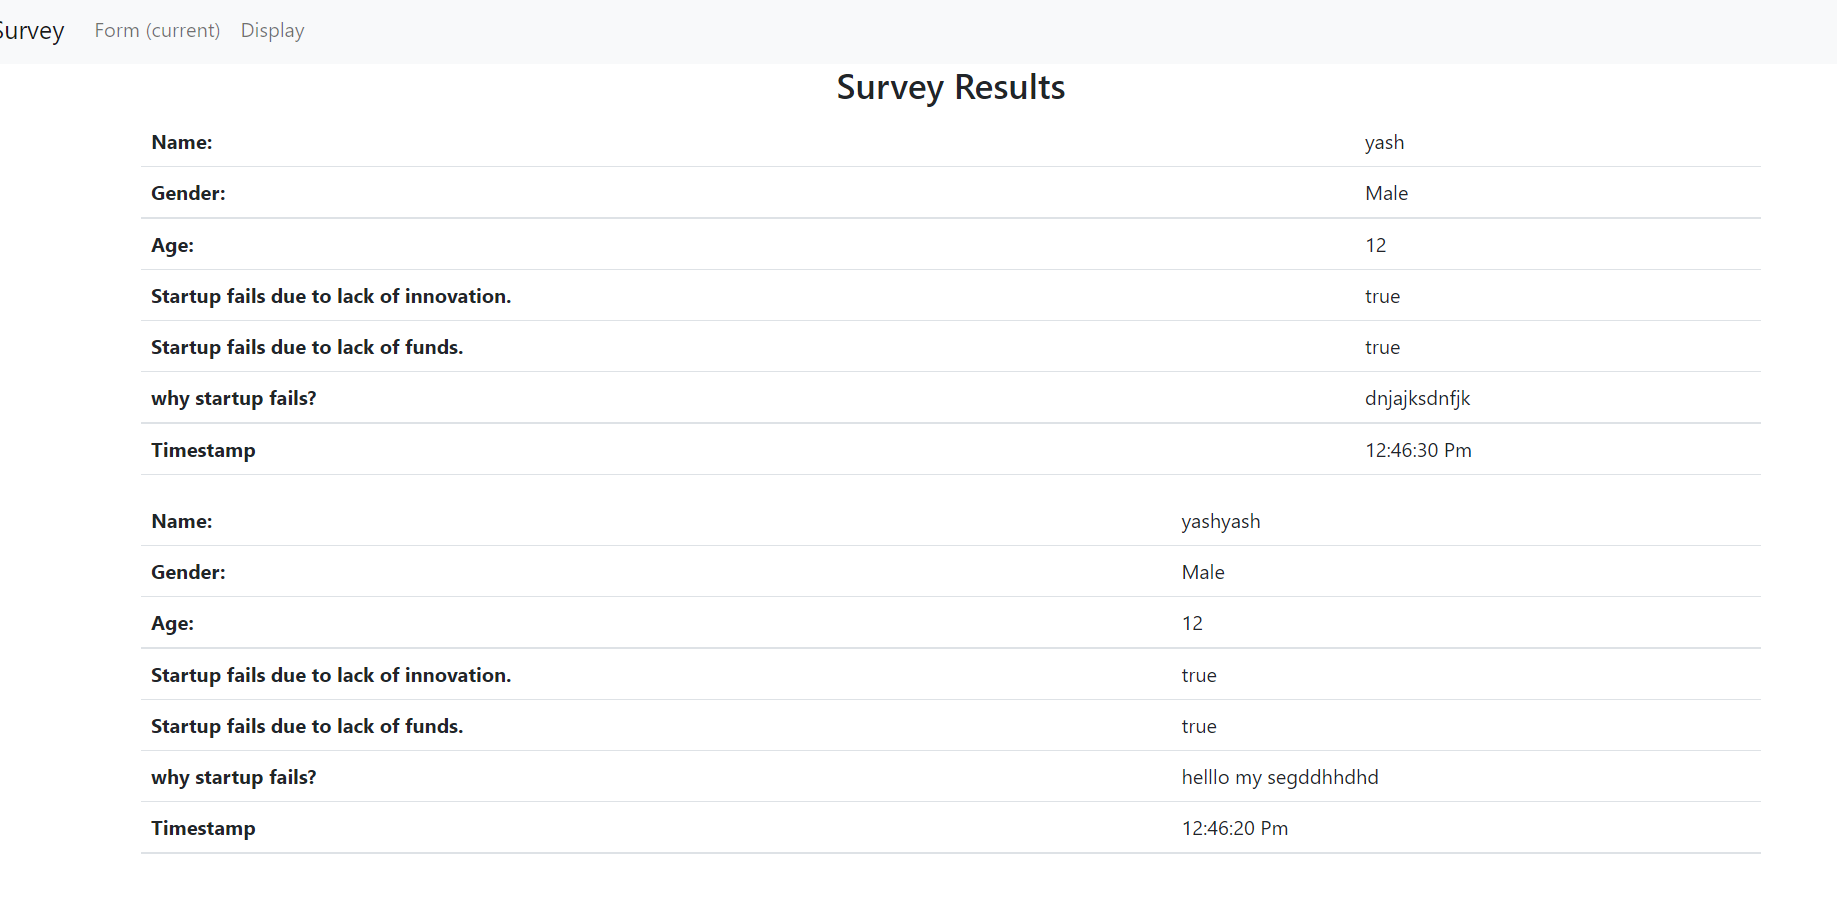 Survey Form (current) Display
Survey Results
Name: yash
Gender: Male
Age: 12
Startup fails due to lack of innovation. true
Startup fails due to lack of funds. true
why startup fails? dnjajksdnfjk
Timestamp 12:46:30 Pm
Name: yashyash
Gender: Male
Age: 12
Startup fails due to lack of innovation. true
Startup fails due to lack of funds. true
why startup fails? helllo my segddhhdhd
Timestamp 12:46:20 Pm